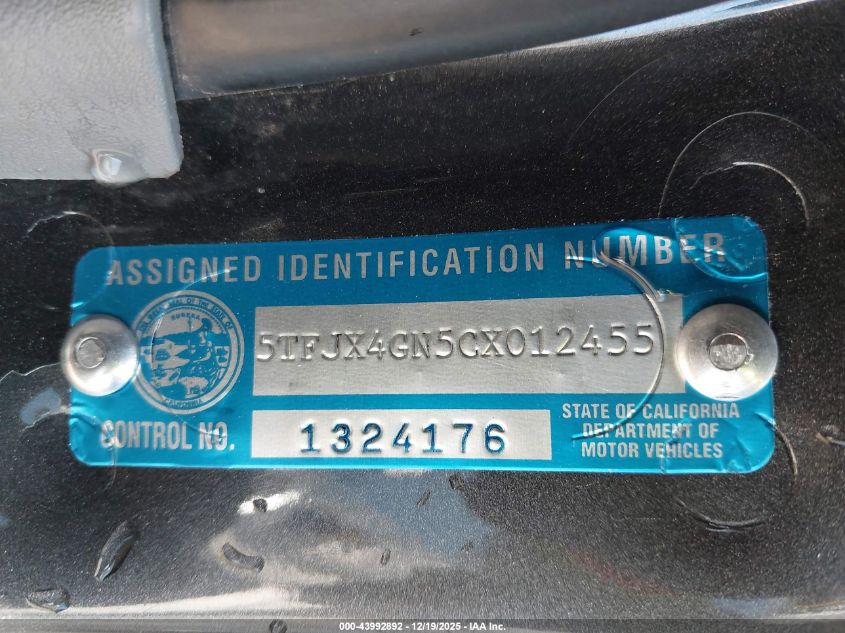 ASSIGNED IDENTIFICATION NUMBER
5TFJX4GN5CX012455
CONTROL NO.
1324176
STATE OF CALIFORNIA
DEPARTMENT OF
MOTOR VEHICLES
000-43992892 - 12/19/2025 - IAA Inc.